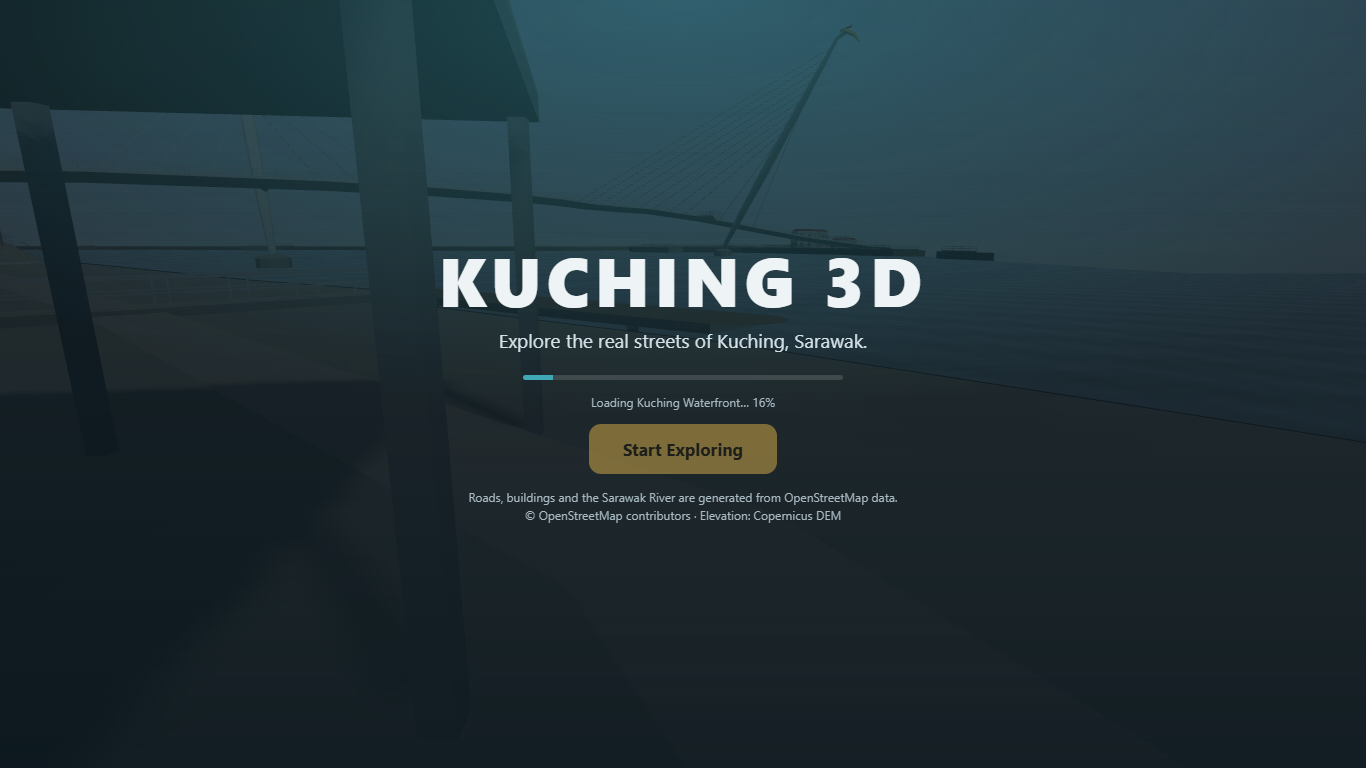 KUCHING 3D
Explore the real streets of Kuching, Sarawak.
Loading Kuching Waterfront... 16%
Start Exploring
Roads, buildings and the Sarawak River are generated from OpenStreetMap data.
© OpenStreetMap contributors · Elevation: Copernicus DEM